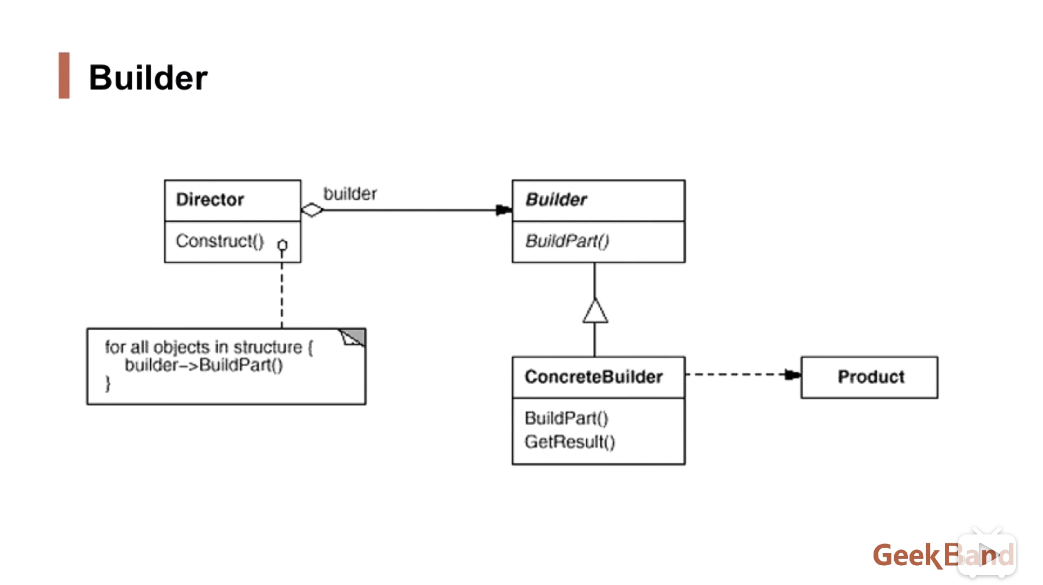 Builder
Director
builder
Builder
Construct()
BuildPart()
for all objects in structure {
builder->BuildPart()
}
ConcreteBuilder
Product
BuildPart()
GetResult()
GeekBand